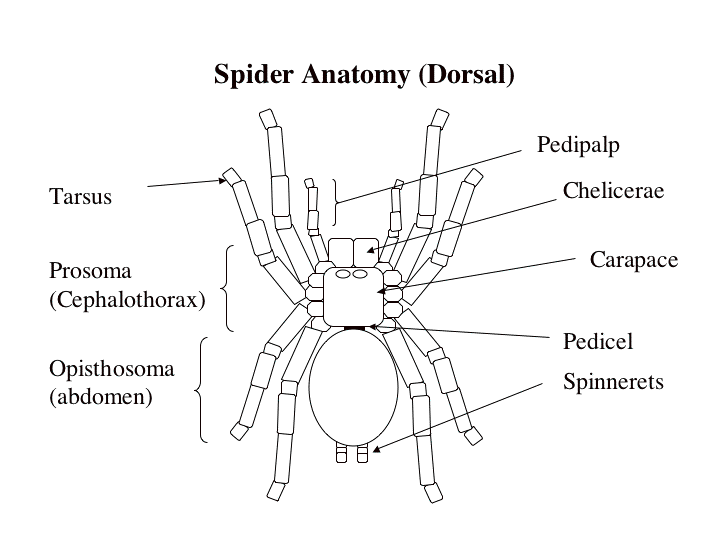 Spider Anatomy (Dorsal)
Pedipalp
Tarsus
Chelicerae
Carapace
Prosoma
(Cephalothorax)
Pedicel
Opisthosoma
(abdomen)
Spinnerets